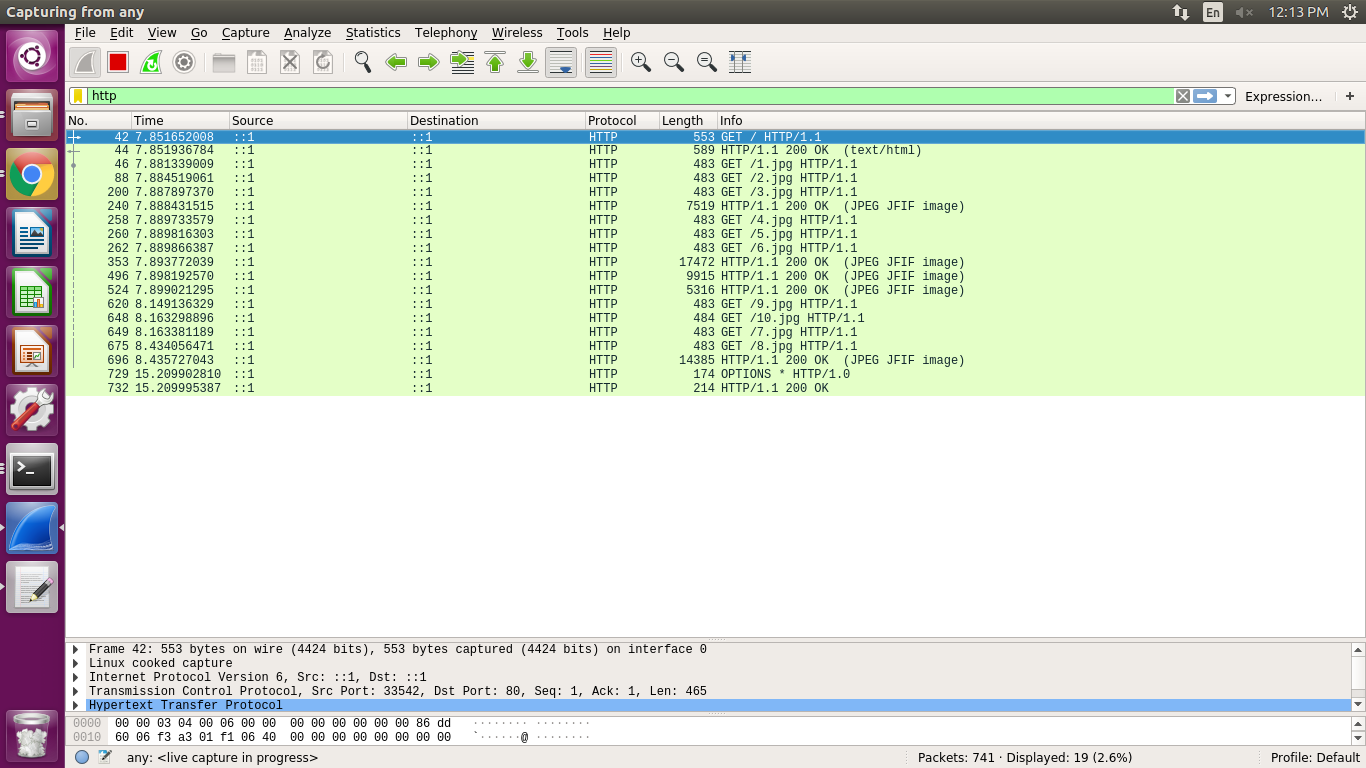 Capturing from any En 12:13 PM
File Edit View Go Capture Analyze Statistics Telephony Wireless Tools Help
http Expression… +
No. Time Source Destination Protocol Length Info
42 7.851652008 ::1 ::1 HTTP 553 GET / HTTP/1.1
44 7.851936784 ::1 ::1 HTTP 589 HTTP/1.1 200 OK (text/html)
46 7.881339009 ::1 ::1 HTTP 483 GET /1.jpg HTTP/1.1
88 7.884519061 ::1 ::1 HTTP 483 GET /2.jpg HTTP/1.1
200 7.887897370 ::1 ::1 HTTP 483 GET /3.jpg HTTP/1.1
240 7.888431515 ::1 ::1 HTTP 7519 HTTP/1.1 200 OK (JPEG JFIF image)
258 7.889733579 ::1 ::1 HTTP 483 GET /4.jpg HTTP/1.1
260 7.889816303 ::1 ::1 HTTP 483 GET /5.jpg HTTP/1.1
262 7.889866387 ::1 ::1 HTTP 483 GET /6.jpg HTTP/1.1
353 7.893772039 ::1 ::1 HTTP 17472 HTTP/1.1 200 OK (JPEG JFIF image)
496 7.898192570 ::1 ::1 HTTP 9915 HTTP/1.1 200 OK (JPEG JFIF image)
524 7.899021295 ::1 ::1 HTTP 5316 HTTP/1.1 200 OK (JPEG JFIF image)
620 8.149136329 ::1 ::1 HTTP 483 GET /9.jpg HTTP/1.1
648 8.163298896 ::1 ::1 HTTP 484 GET /10.jpg HTTP/1.1
649 8.163381189 ::1 ::1 HTTP 483 GET /7.jpg HTTP/1.1
675 8.434056471 ::1 ::1 HTTP 483 GET /8.jpg HTTP/1.1
696 8.435727043 ::1 ::1 HTTP 14385 HTTP/1.1 200 OK (JPEG JFIF image)
729 15.209902810 ::1 ::1 HTTP 174 OPTIONS * HTTP/1.0
732 15.209995387 ::1 ::1 HTTP 214 HTTP/1.1 200 OK
Frame 42: 553 bytes on wire (4424 bits), 553 bytes captured (4424 bits) on interface 0
Linux cooked capture
Internet Protocol Version 6, Src: ::1, Dst: ::1
Transmission Control Protocol, Src Port: 33542, Dst Port: 80, Seq: 1, Ack: 1, Len: 465
Hypertext Transfer Protocol
0000 00 00 03 04 00 06 00 00 00 00 00 00 00 00 86 dd ········ ········
0010 60 06 f3 a3 01 f1 06 40 00 00 00 00 00 00 00 00 `······@ ········
any: <live capture in progress> Packets: 741 · Displayed: 19 (2.6%) Profile: Default